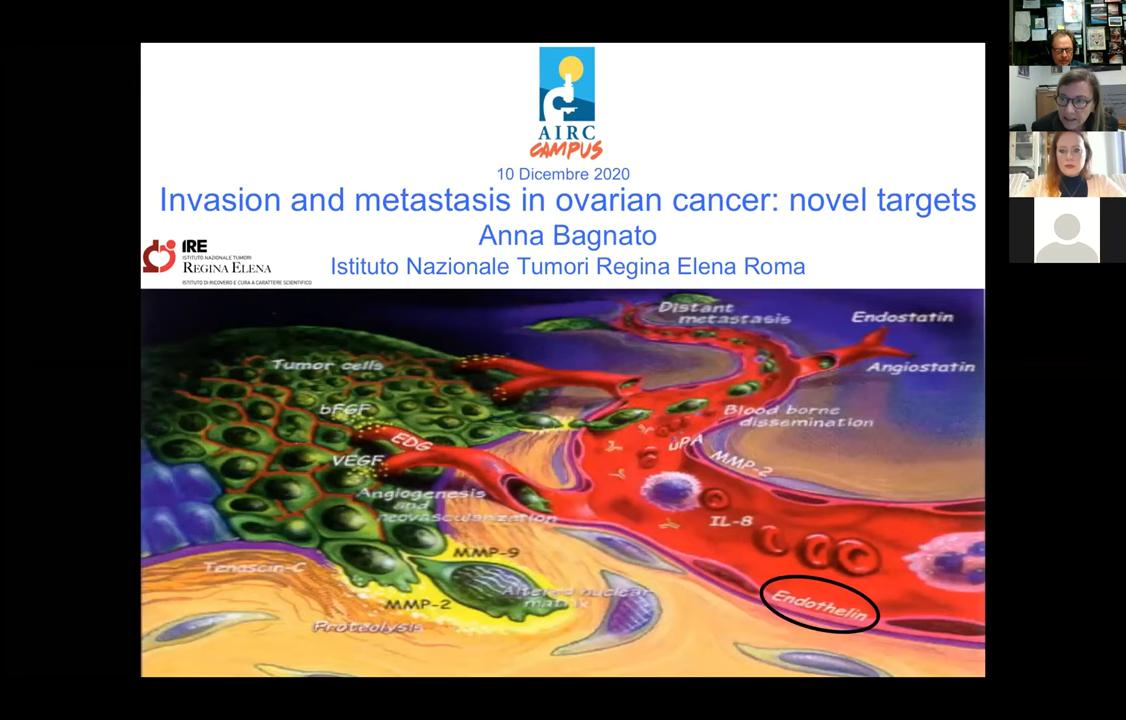 AIRC
CAMPUS
10 Dicembre 2020
Invasion and metastasis in ovarian cancer: novel targets
Anna Bagnato
Istituto Nazionale Tumori Regina Elena Roma
IRE
ISTITUTO NAZIONALE TUMORI
REGINA ELENA
ISTITUTO DI RICOVERO E CURA A CARATTERE SCIENTIFICO
Distant
metastasis
Endostatin
Tumor cells
Angiostatin
bFGF
Blood borne
dissemination
EDG
uPA
VEGF
MMP-2
Angiogenesis
and
neovascularization
IL-8
MMP-9
Tenascin-C
Altered nuclear
matrix
MMP-2
Endothelin
Proteolysis